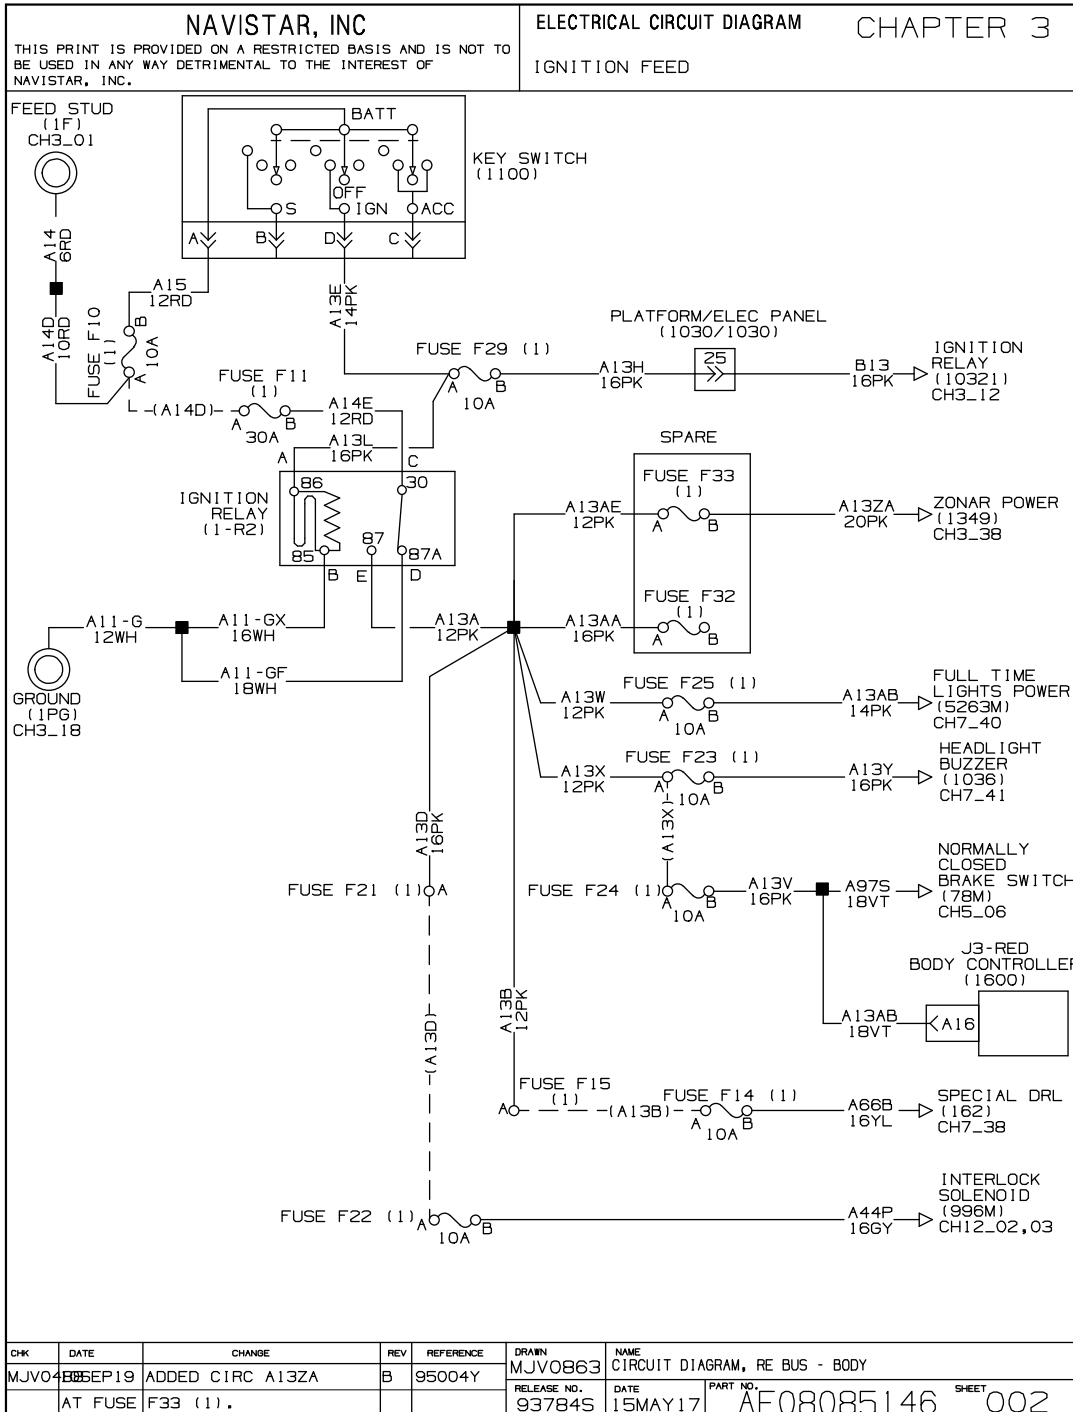 NAVISTAR, INC
THIS PRINT IS PROVIDED ON A RESTRICTED BASIS AND IS NOT TO
BE USED IN ANY WAY DETRIMENTAL TO THE INTEREST OF
NAVISTAR, INC.
ELECTRICAL CIRCUIT DIAGRAM
CHAPTER 3
IGNITION FEED
FEED STUD
(1F)
CH3_01
BATT
KEY SWITCH
(1100)
OFF
S
IGN
ACC
A
B
D
C
A14
6RD
A14D
10RD
A15
12RD
FUSE F10
(1)
B
10A
A
A13E
14PK
FUSE F29 (1)
A
B
10A
A13H
16PK
PLATFORM/ELEC PANEL
(1030/1030)
25
B13
16PK
IGNITION
RELAY
(10321)
CH3_12
FUSE F11
(1)
(A14D)
A
B
30A
A14E
12RD
A13L
16PK
A
C
IGNITION
RELAY
(1-R2)
86
30
85
87
87A
B
E
D
SPARE
FUSE F33
(1)
A13AE
12PK
A
B
A13ZA
20PK
ZONAR POWER
(1349)
CH3_38
FUSE F32
(1)
A13AA
16PK
A
B
A11-G
12WH
A11-GX
16WH
A11-GF
18WH
A13A
12PK
GROUND
(1PG)
CH3_18
FUSE F25 (1)
A13W
12PK
A
B
10A
A13AB
14PK
FULL TIME
LIGHTS POWER
(5263M)
CH7_40
FUSE F23 (1)
A13X
12PK
A
B
10A
A13Y
16PK
HEADLIGHT
BUZZER
(1036)
CH7_41
(A13X)
A13D
16PK
FUSE F21 (1)
A
FUSE F24 (1)
A
B
10A
A13V
16PK
A97S
18VT
NORMALLY
CLOSED
BRAKE SWITCH
(78M)
CH5_06
J3-RED
BODY CONTROLLER
(1600)
A13AB
18VT
A16
A13B
12PK
(A13D)
FUSE F15
(1)
A
(A13B)
FUSE F14 (1)
A
B
10A
A66B
16YL
SPECIAL DRL
(162)
CH7_38
FUSE F22 (1)
A
B
10A
A44P
16GY
INTERLOCK
SOLENOID
(996M)
CH12_02,03
CHK DATE CHANGE REV REFERENCE
ADDED CIRC A13ZA B 95004Y
AT FUSE F33 (1).
DRAWN
MJV0863
NAME
CIRCUIT DIAGRAM, RE BUS - BODY
RELEASE NO.
93784S
DATE
15MAY17
PART NO.
AE08085146
SHEET
002